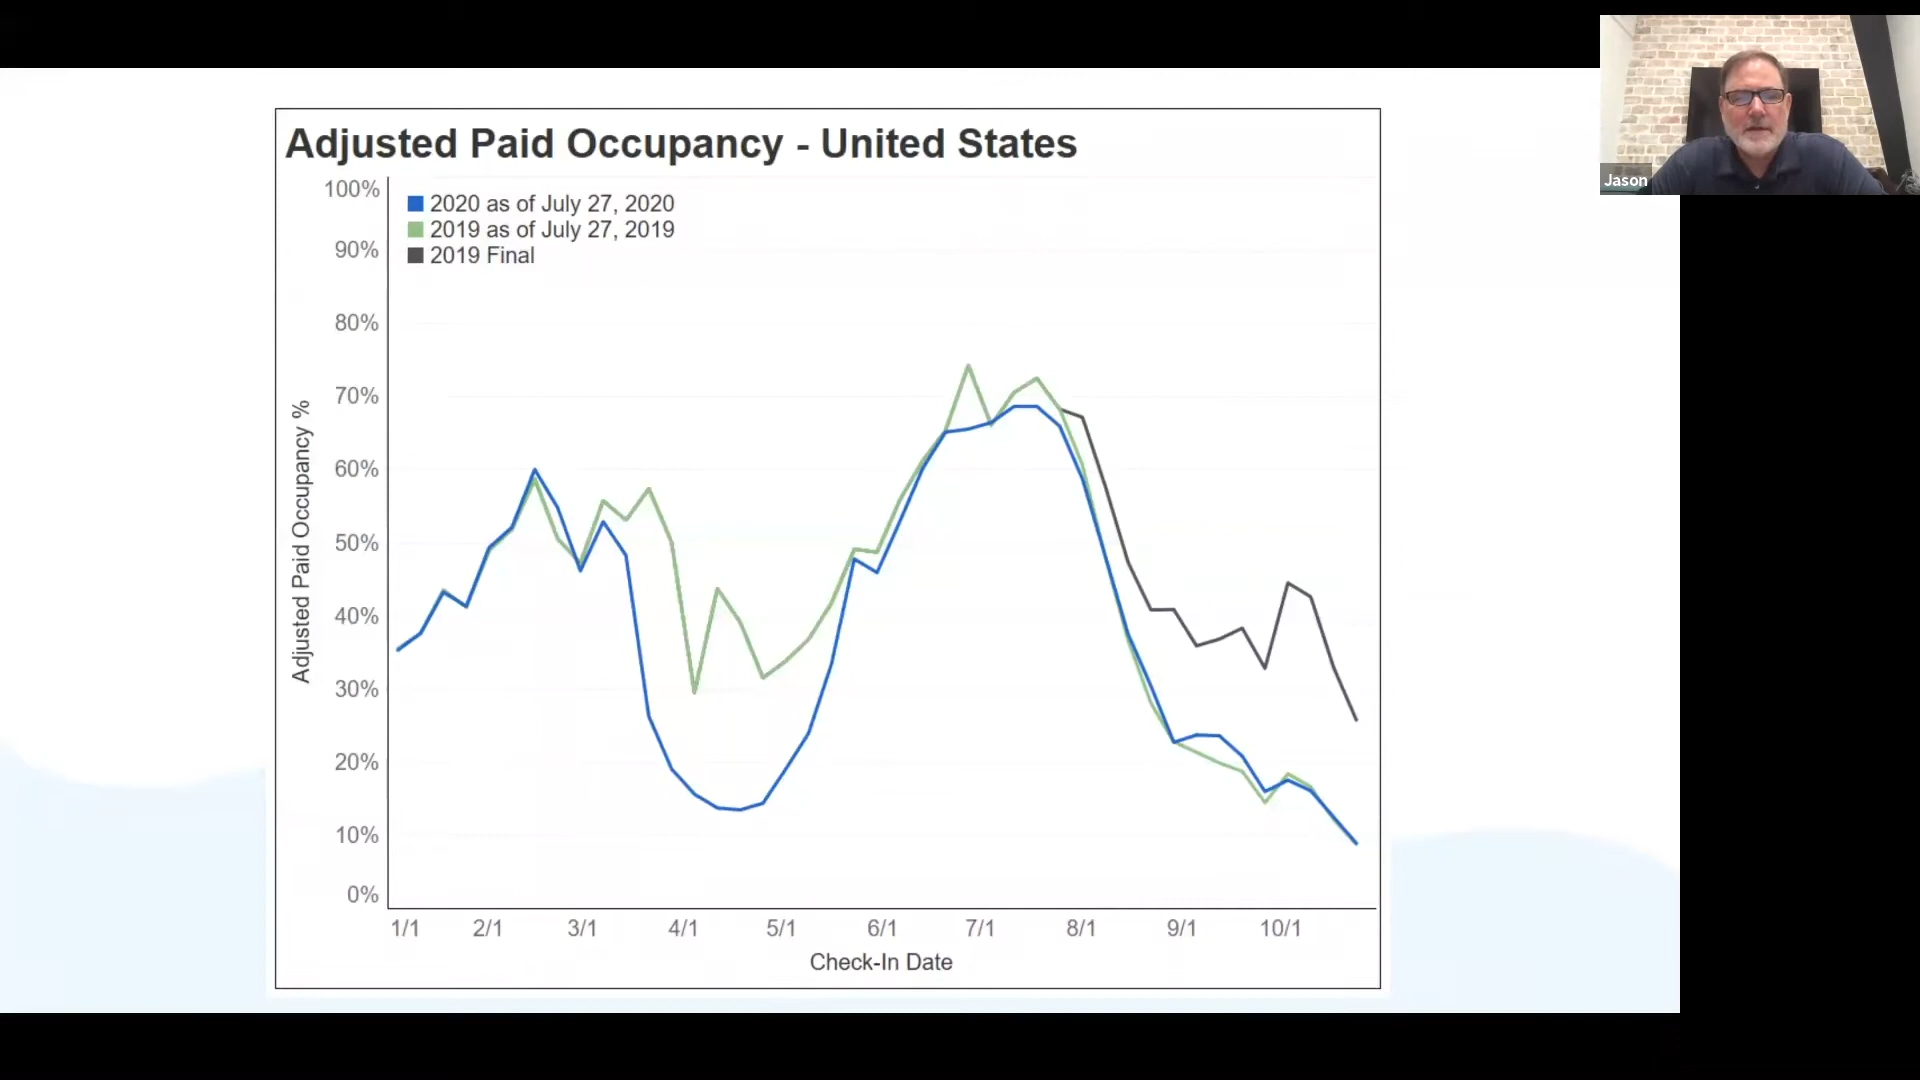 Adjusted Paid Occupancy - United States
2020 as of July 27, 2020
2019 as of July 27, 2019
2019 Final
100%
90%
80%
70%
60%
50%
40%
30%
20%
10%
0%
Adjusted Paid Occupancy %
1/1 2/1 3/1 4/1 5/1 6/1 7/1 8/1 9/1 10/1
Check-In Date
Jason